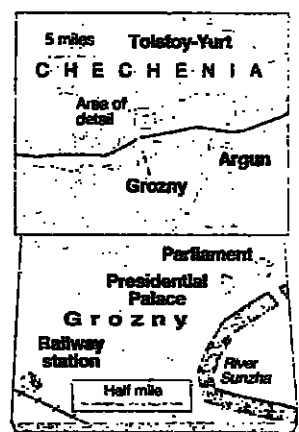 5 miles Tolstoy-Yurt
CHECHENIA
Area of
detail
Argun
Grozny
Parliament
Presidential
Palace
Grozny
Railway
station
River
Sunzha
Half mile